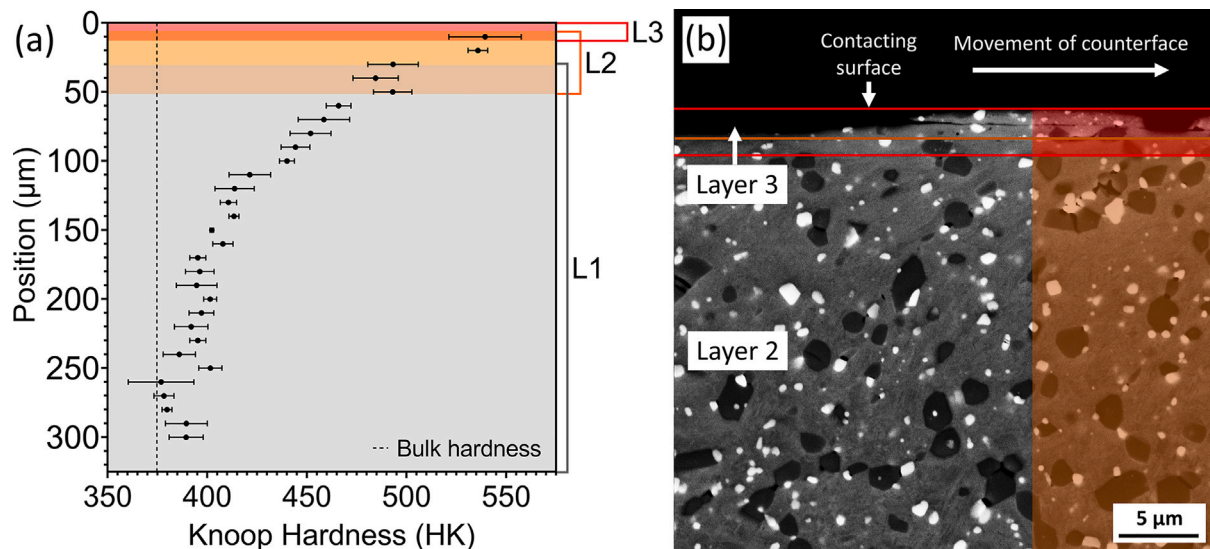 (a)
0
50
100
150
200
250
300
Position (µm)
L3
L2
L1
Bulk hardness
350 400 450 500 550
Knoop Hardness (HK)
(b)
Contacting
surface
Movement of counterface
Layer 3
Layer 2
5 µm